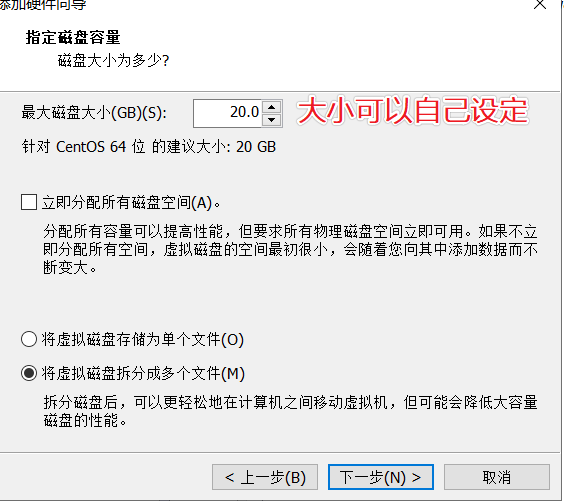 添加硬件向导
指定磁盘容量
磁盘大小为多少?
最大磁盘大小(GB)(S): 20.0 大小可以自己设定
针对 CentOS 64 位 的建议大小: 20 GB
立即分配所有磁盘空间(A)。
分配所有容量可以提高性能，但要求所有物理磁盘空间立即可用。如果不立
即分配所有空间，虚拟磁盘的空间最初很小，会随着您向其中添加数据而不
断变大。
将虚拟磁盘存储为单个文件(O)
将虚拟磁盘拆分成多个文件(M)
拆分磁盘后，可以更轻松地在计算机之间移动虚拟机，但可能会降低大容量
磁盘的性能。
< 上一步(B) 下一步(N) > 取消